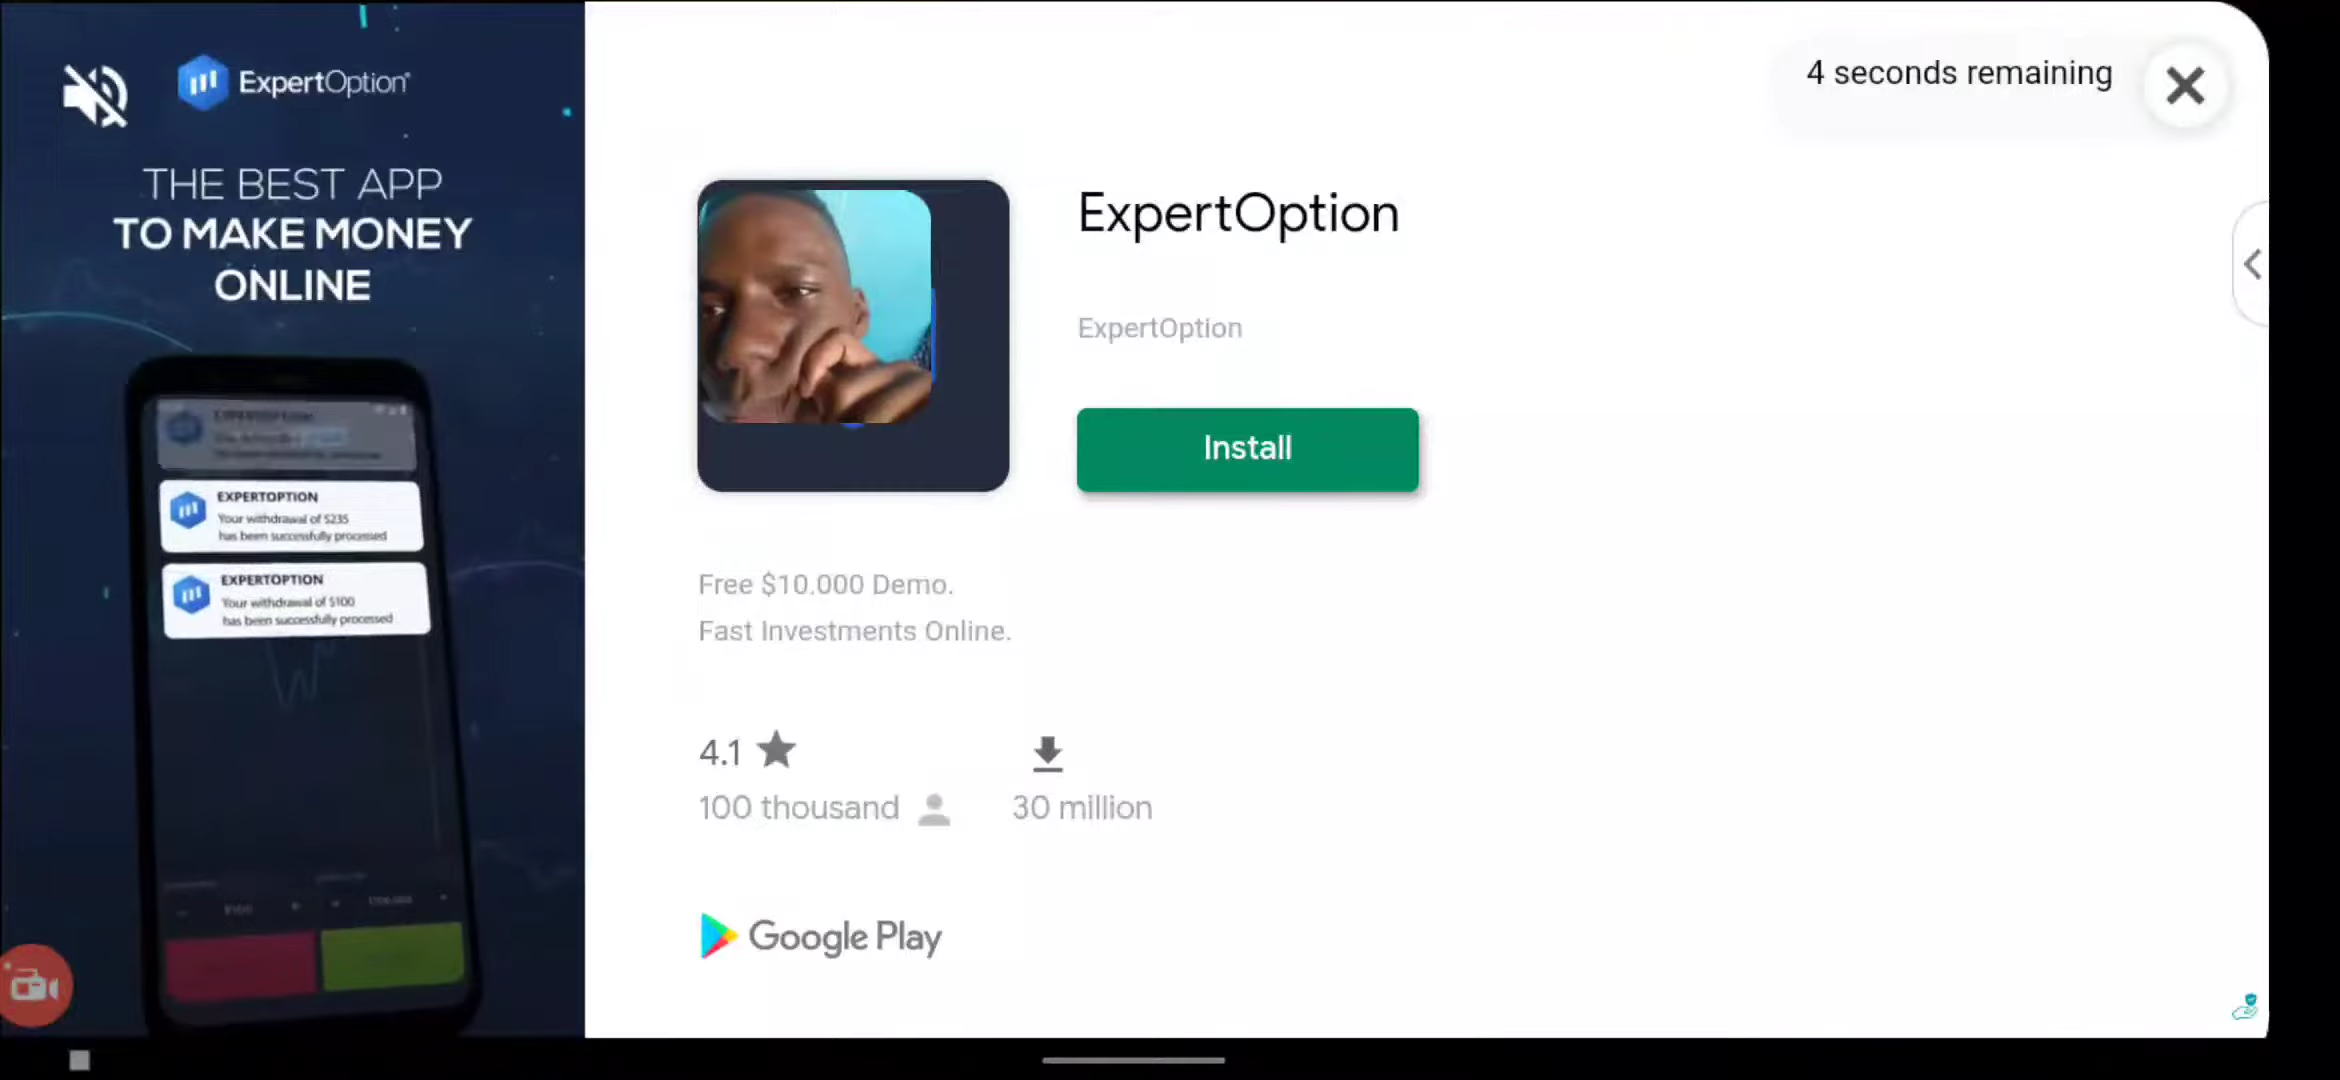 ExpertOption
THE BEST APP
TO MAKE MONEY
ONLINE
EXPERTOPTION
Your withdrawal of $235
has been successfully processed
EXPERTOPTION
Your withdrawal of $100
has been successfully processed
4 seconds remaining
ExpertOption
ExpertOption
Install
Free $10.000 Demo.
Fast Investments Online.
4.1
100 thousand
30 million
Google Play